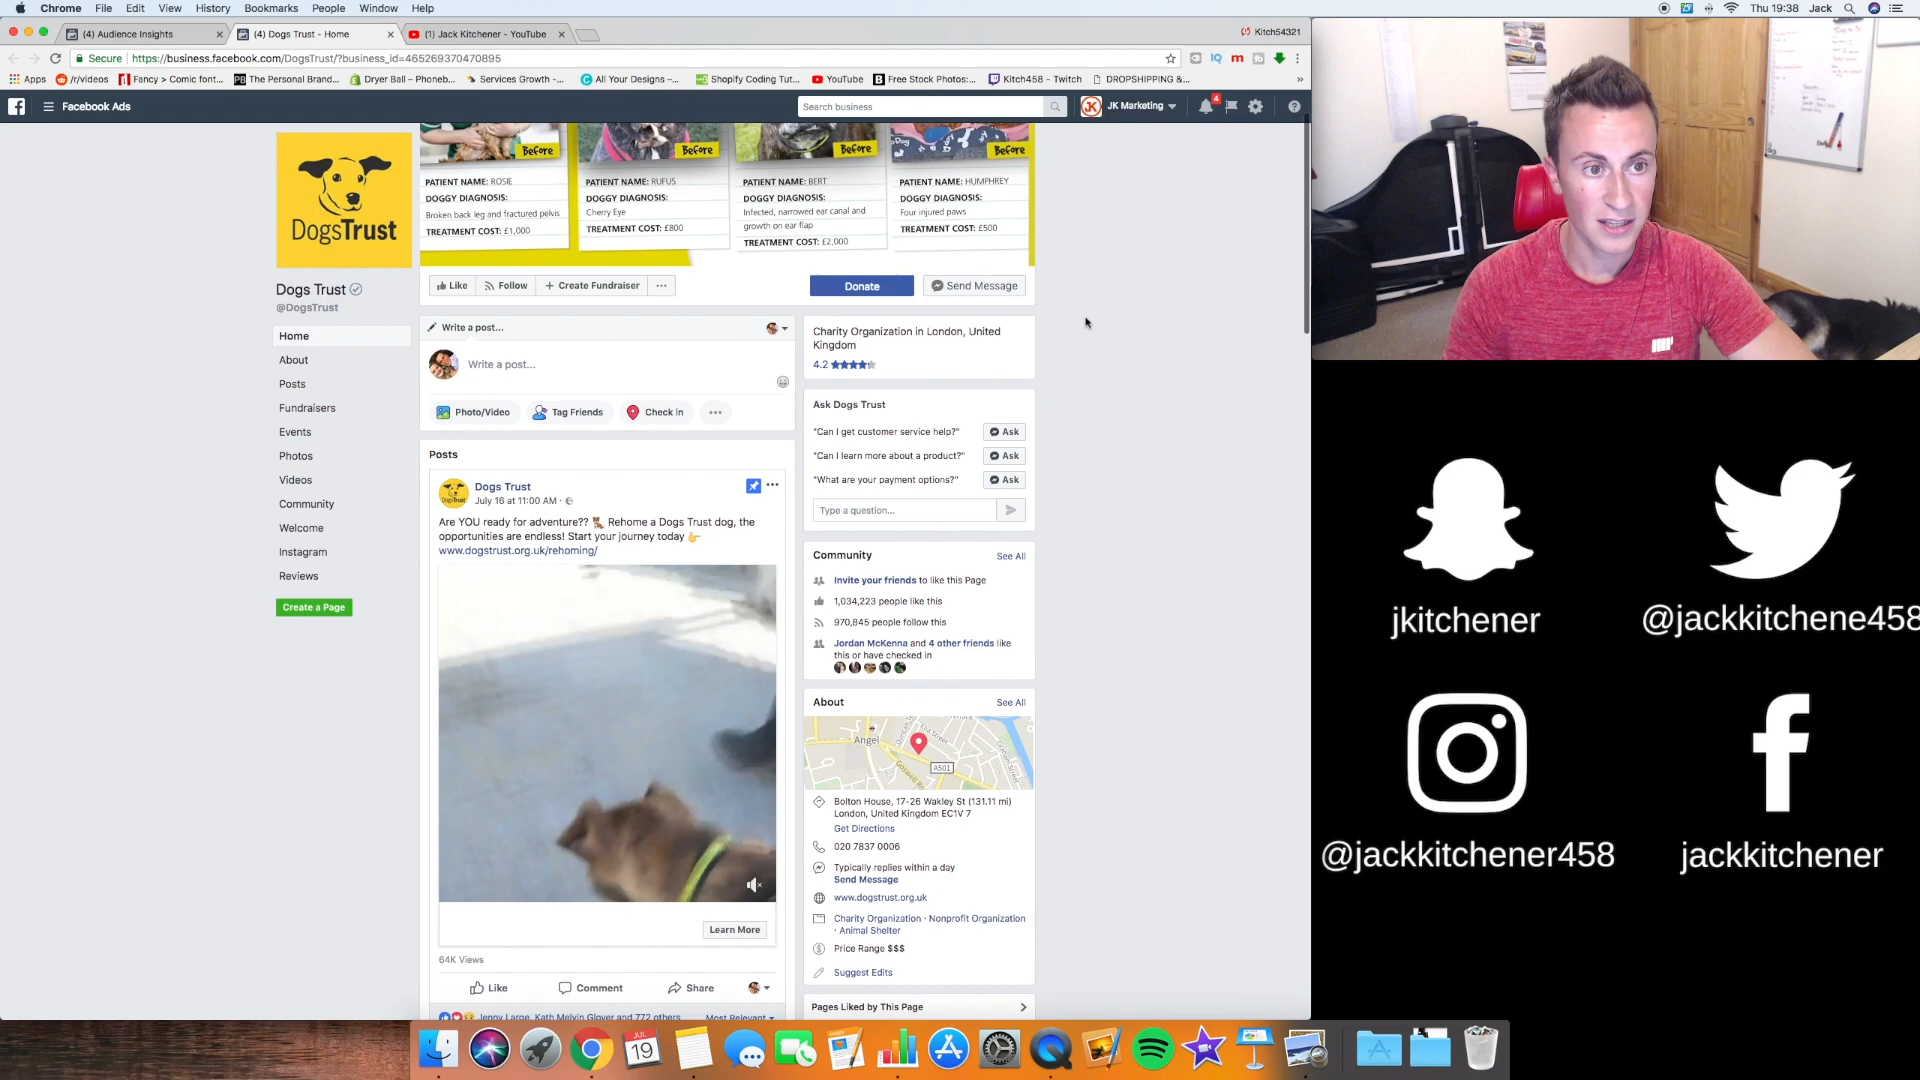 Chrome File Edit View History Bookmarks People Window Help
Thu 19:38 Jack
(4) Audience Insights
(4) Dogs Trust - Home
(1) Jack Kitchener - YouTube
Kitch54321
Secure https://business.facebook.com/DogsTrust/?business_id=465269370470895
Apps /r/videos Fancy > Comic font... The Personal Brand... Dryer Ball – Phoneb... Services Growth -... All Your Designs –... Shopify Coding Tut... YouTube Free Stock Photos:... Kitch458 - Twitch DROPSHIPPING &...
Facebook Ads
Search business
JK Marketing
4
Before
Before
Before
Before
PATIENT NAME: ROSIE
DOGGY DIAGNOSIS:
Broken back leg and fractured pelvis
TREATMENT COST: £1,000
PATIENT NAME: RUFUS
DOGGY DIAGNOSIS:
Cherry Eye
TREATMENT COST: £800
PATIENT NAME: BERT
DOGGY DIAGNOSIS:
Infected, narrowed ear canal and
growth on ear flap
TREATMENT COST: £2,000
PATIENT NAME: HUMPHREY
DOGGY DIAGNOSIS:
Four injured paws
TREATMENT COST: £500
DogsTrust
Like Follow + Create Fundraiser ...
Donate
Send Message
Dogs Trust
@DogsTrust
Home
About
Posts
Fundraisers
Events
Photos
Videos
Community
Welcome
Instagram
Reviews
Create a Page
Write a post...
Write a post...
Photo/Video Tag Friends Check in
Posts
Dogs Trust
July 16 at 11:00 AM ·
Are YOU ready for adventure?? Rehome a Dogs Trust dog, the
opportunities are endless! Start your journey today
www.dogstrust.org.uk/rehoming/
Learn More
64K Views
Like Comment Share
Jenny Large, Kath Melvin Glover and 772 others
Most Relevant
Charity Organization in London, United
Kingdom
4.2
Ask Dogs Trust
"Can I get customer service help?" Ask
"Can I learn more about a product?" Ask
"What are your payment options?" Ask
Type a question...
Community See All
Invite your friends to like this Page
1,034,223 people like this
970,845 people follow this
Jordan McKenna and 4 other friends like
this or have checked in
About See All
Angel
A501
Bolton House, 17-26 Wakley St (131.11 mi)
London, United Kingdom EC1V 7
Get Directions
020 7837 0006
Typically replies within a day
Send Message
www.dogstrust.org.uk
Charity Organization · Nonprofit Organization
· Animal Shelter
Price Range $$$
Suggest Edits
Pages Liked by This Page
jkitchener
@jackkitchene458
@jackkitchener458
jackkitchener
JUL
19